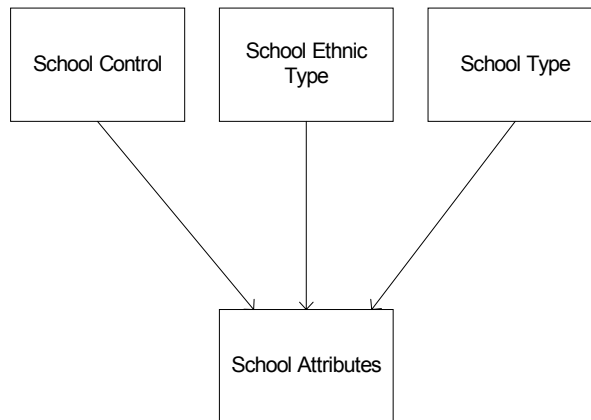 School Control
School Ethnic
Type
School Type
School Attributes